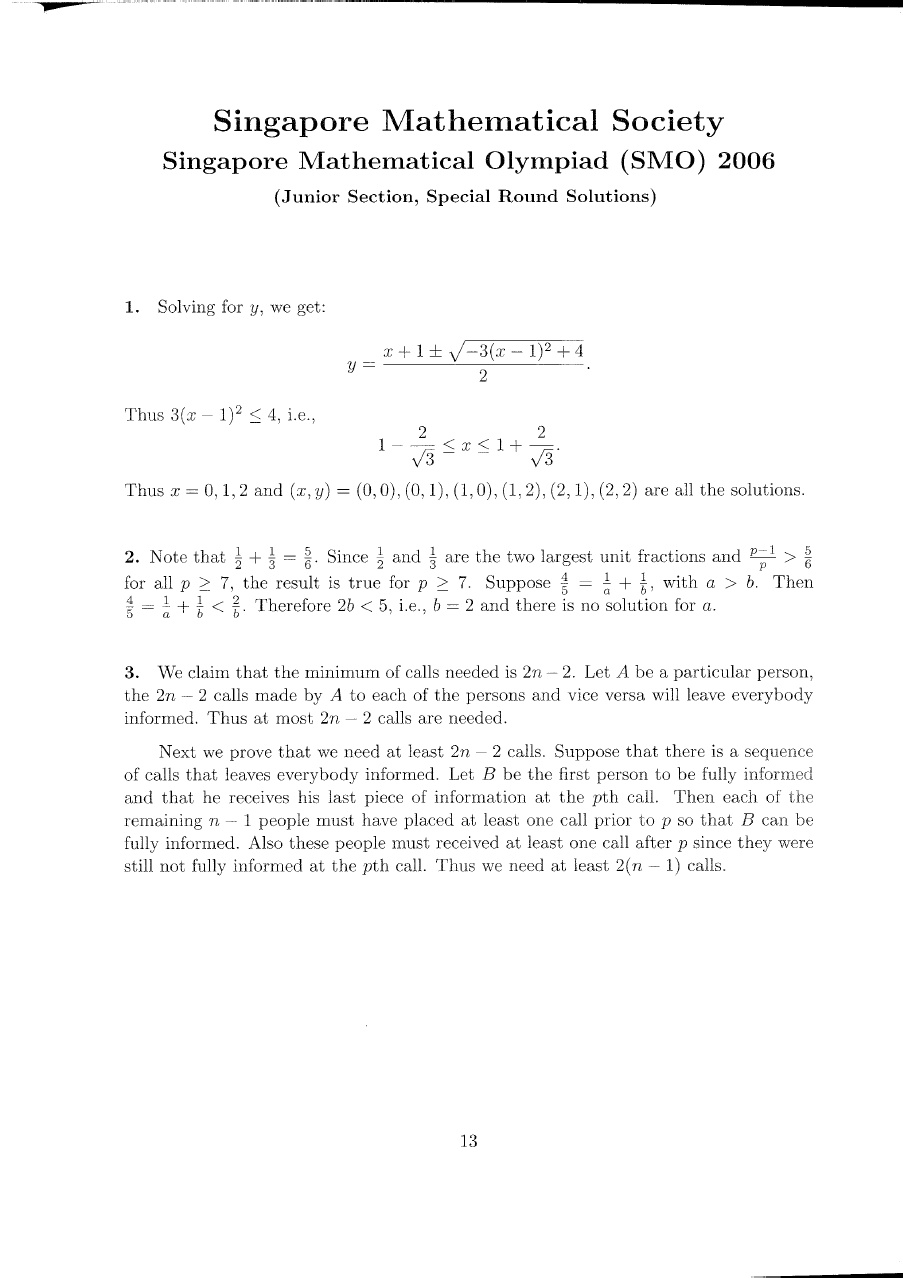 Singapore Mathematical Society
Singapore Mathematical Olympiad (SMO) 2006
(Junior Section, Special Round Solutions)
1. Solving for y, we get:
y = \frac{x + 1 ± \sqrt{−3(x − 1)^2 + 4}}{2}.
Thus 3(x − 1)^2 ≤ 4, i.e.,
1 − \frac{2}{\sqrt{3}} ≤ x ≤ 1 + \frac{2}{\sqrt{3}}.
Thus x = 0, 1, 2 and (x, y) = (0, 0), (0, 1), (1, 0), (1, 2), (2, 1), (2, 2) are all the solutions.
2. Note that \frac{1}{2} + \frac{1}{3} = \frac{5}{6}. Since \frac{1}{2} and \frac{1}{3} are the two largest unit fractions and \frac{p−1}{p} > \frac{5}{6}
for all p ≥ 7, the result is true for p ≥ 7. Suppose \frac{4}{5} = \frac{1}{a} + \frac{1}{b}, with a > b. Then
\frac{4}{5} = \frac{1}{a} + \frac{1}{b} < \frac{2}{b}. Therefore 2b < 5, i.e., b = 2 and there is no solution for a.
3. We claim that the minimum of calls needed is 2n − 2. Let A be a particular person,
the 2n − 2 calls made by A to each of the persons and vice versa will leave everybody
informed. Thus at most 2n − 2 calls are needed.
Next we prove that we need at least 2n − 2 calls. Suppose that there is a sequence
of calls that leaves everybody informed. Let B be the first person to be fully informed
and that he receives his last piece of information at the pth call. Then each of the
remaining n − 1 people must have placed at least one call prior to p so that B can be
fully informed. Also these people must received at least one call after p since they were
still not fully informed at the pth call. Thus we need at least 2(n − 1) calls.
13